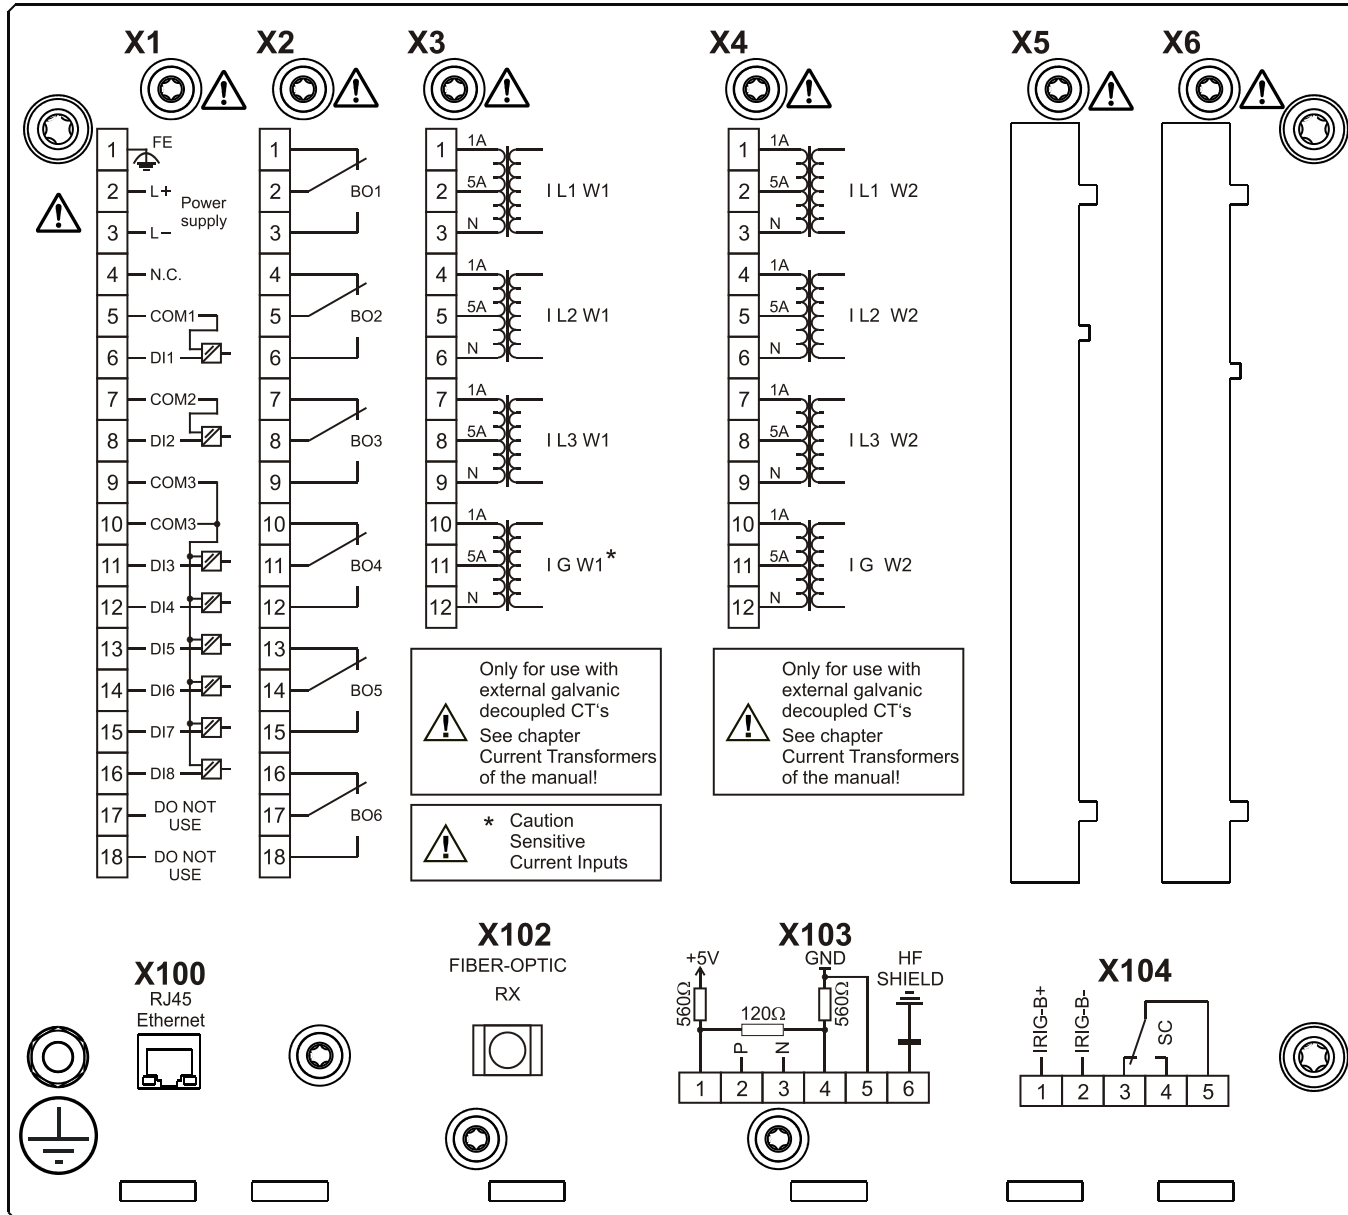 X1
X2
X3
X4
X5
X6
1 FE
2 L+
Power
supply
3 L–
4 N.C.
5 COM1
6 DI1
7 COM2
8 DI2
9 COM3
10 COM3
11 DI3
12 DI4
13 DI5
14 DI6
15 DI7
16 DI8
17 DO NOT
USE
18 DO NOT
USE
1
2 BO1
3
4
5 BO2
6
7
8 BO3
9
10
11 BO4
12
13
14 BO5
15
16
17 BO6
18
1 1A
2 5A I L1 W1
3 N
4 1A
5 5A I L2 W1
6 N
7 1A
8 5A I L3 W1
9 N
10 1A
11 5A I G W1*
12 N
Only for use with
external galvanic
decoupled CT's
See chapter
Current Transformers
of the manual!
* Caution
Sensitive
Current Inputs
1 1A
2 5A I L1 W2
3 N
4 1A
5 5A I L2 W2
6 N
7 1A
8 5A I L3 W2
9 N
10 1A
11 5A I G W2
12 N
Only for use with
external galvanic
decoupled CT's
See chapter
Current Transformers
of the manual!
X100
RJ45
Ethernet
X102
FIBER-OPTIC
RX
X103
+5V
GND
HF
SHIELD
560Ω
120Ω
560Ω
P
N
1 2 3 4 5 6
X104
IRIG-B+
IRIG-B-
SC
1 2 3 4 5